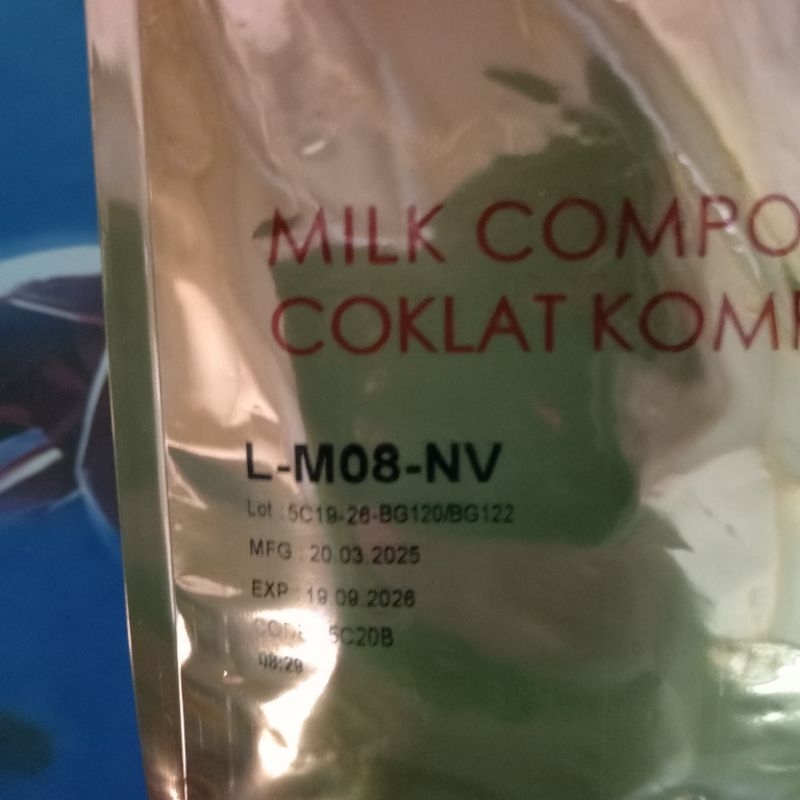 MILK COMPO
COKLAT KOM
L-M08-NV
Lot :5C19-26-BG120/BG122
MFG : 20.03.2025
EXP : 19.09.2026
CODE : 5C20B
08:29